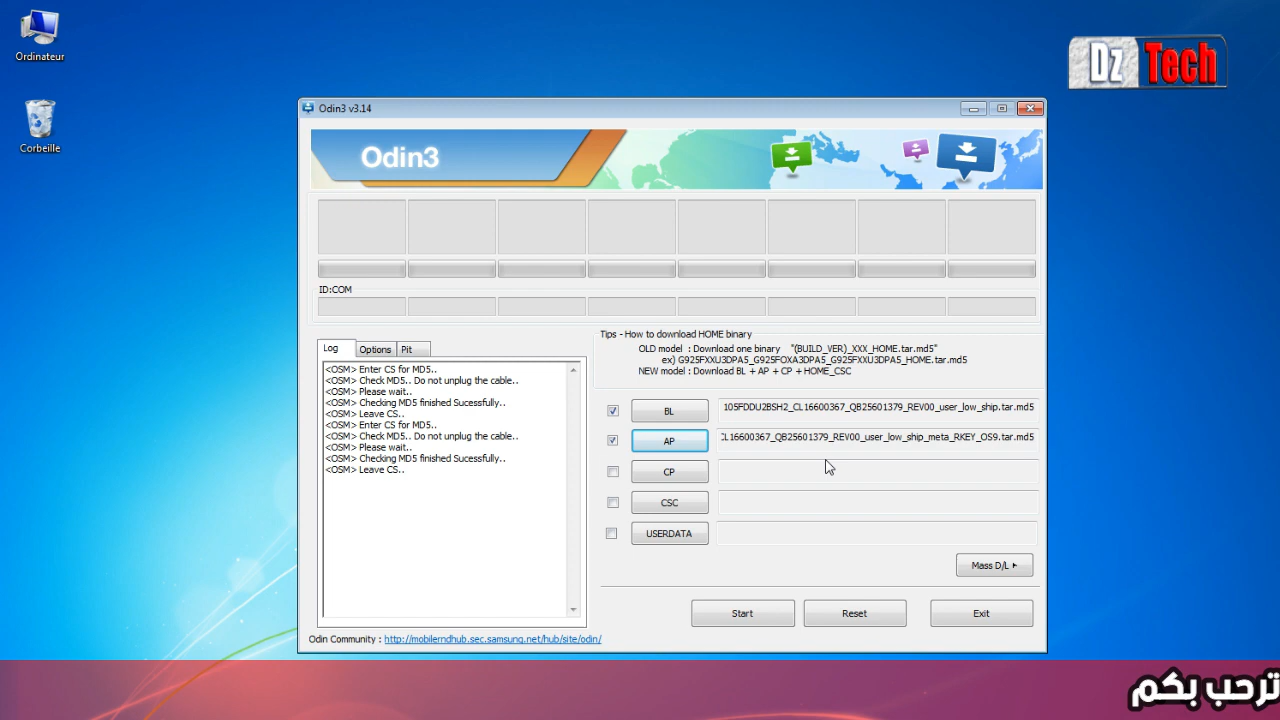 Ordinateur
Corbeille
Dz Tech
Odin3 v3.14
Odin3
ID:COM
Log
Options
Pit
<OSM> Enter CS for MD5..
<OSM> Check MD5.. Do not unplug the cable..
<OSM> Please wait..
<OSM> Checking MD5 finished Sucessfully..
<OSM> Leave CS..
<OSM> Enter CS for MD5..
<OSM> Check MD5.. Do not unplug the cable..
<OSM> Please wait..
<OSM> Checking MD5 finished Sucessfully..
<OSM> Leave CS..
Tips - How to download HOME binary
OLD model : Download one binary "(BUILD_VER)_XXX_HOME.tar.md5"
ex) G925FXXU3DPA5_G925FOXA3DPA5_G925FXXU3DPA5_HOME.tar.md5
NEW model : Download BL + AP + CP + HOME_CSC
BL
105FDDU2BSH2_CL16600367_QB25601379_REV00_user_low_ship.tar.md5
AP
CL16600367_QB25601379_REV00_user_low_ship_meta_RKEY_OS9.tar.md5
CP
CSC
USERDATA
Mass D/L
Start
Reset
Exit
Odin Community : http://mobilerndhub.sec.samsung.net/hub/site/odin/
ترحب بكم